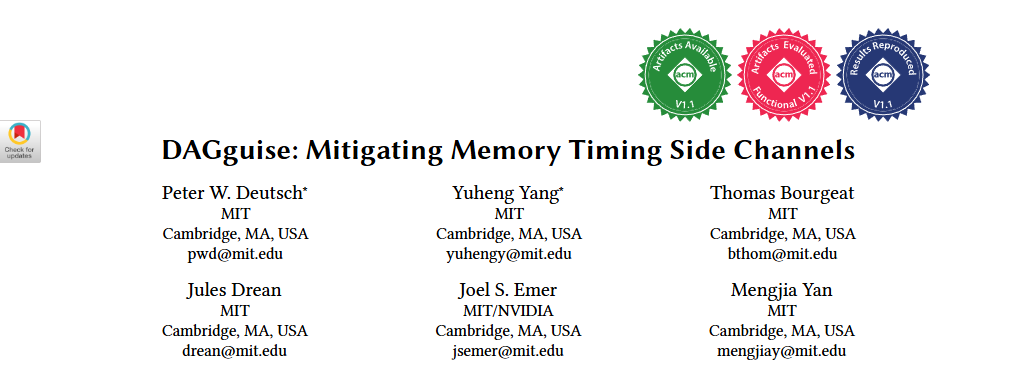 Artifacts Available
acm
V1.1
Artifacts Evaluated
acm
Functional V1.1
Results Reproduced
acm
V1.1
Check for
updates
DAGguise: Mitigating Memory Timing Side Channels
Peter W. Deutsch*
MIT
Cambridge, MA, USA
pwd@mit.edu
Yuheng Yang*
MIT
Cambridge, MA, USA
yuhengy@mit.edu
Thomas Bourgeat
MIT
Cambridge, MA, USA
bthom@mit.edu
Jules Drean
MIT
Cambridge, MA, USA
drean@mit.edu
Joel S. Emer
MIT/NVIDIA
Cambridge, MA, USA
jsemer@mit.edu
Mengjia Yan
MIT
Cambridge, MA, USA
mengjiay@mit.edu